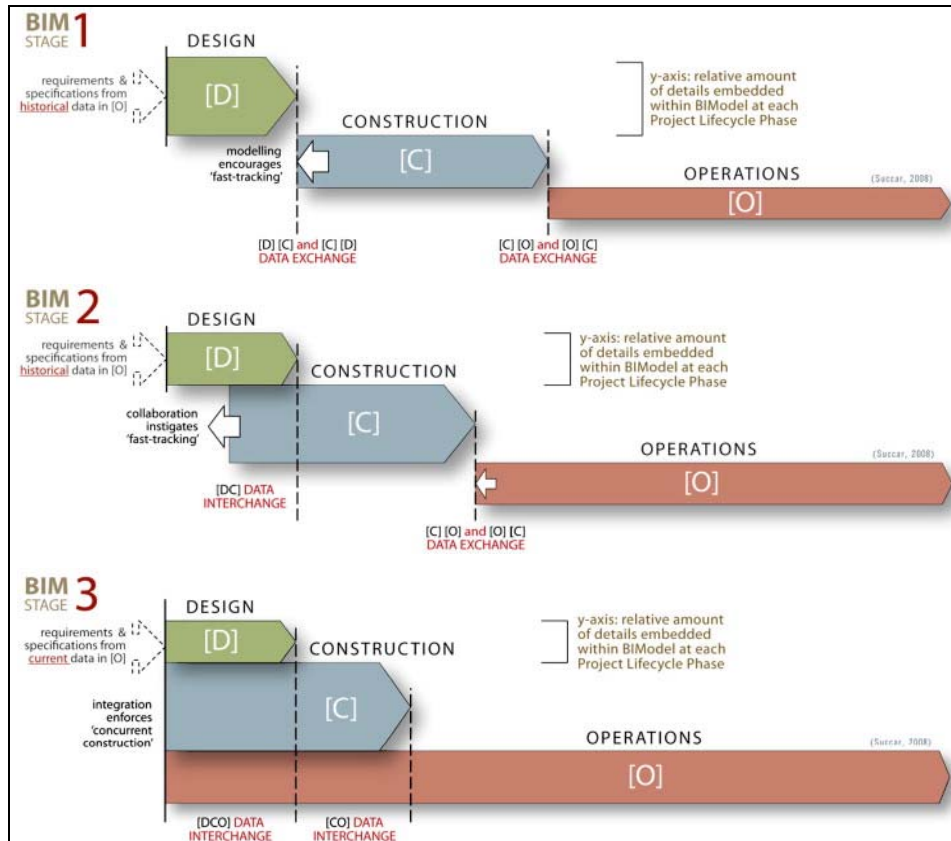 BIM
STAGE 1
DESIGN
requirements &
specifications from
historical data in [O]
[D]
y-axis: relative amount
of details embedded
within BIModel at each
Project Lifecycle Phase
CONSTRUCTION
modelling
encourages
'fast-tracking'
[C]
OPERATIONS
(Succar, 2008)
[O]
[D] [C] and [C] [D]
DATA EXCHANGE
[C] [O] and [O] [C]
DATA EXCHANGE
BIM
STAGE 2
DESIGN
requirements &
specifications from
historical data in [O]
[D]
y-axis: relative amount
of details embedded
within BIModel at each
Project Lifecycle Phase
CONSTRUCTION
collaboration
instigates
'fast-tracking'
[C]
OPERATIONS
(Succar, 2008)
[O]
[DC] DATA
INTERCHANGE
[C] [O] and [O] [C]
DATA EXCHANGE
BIM
STAGE 3
DESIGN
requirements &
specifications from
current data in [O]
[D]
y-axis: relative amount
of details embedded
within BIModel at each
Project Lifecycle Phase
CONSTRUCTION
integration
enforces
'concurrent
construction'
[C]
OPERATIONS
(Succar, 2008)
[O]
[DCO] DATA
INTERCHANGE
[CO] DATA
INTERCHANGE